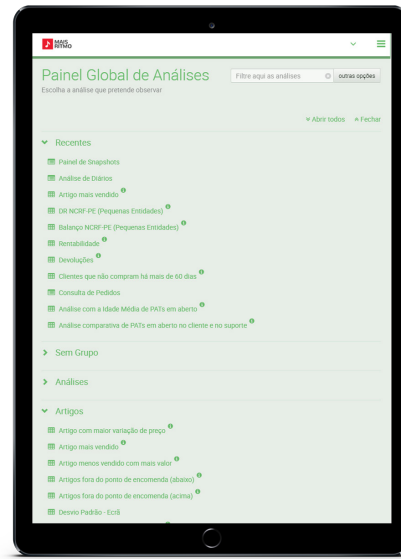 MAIS
RITMO
Painel Global de Análises
Filtre aqui as análises
outras opções
Escolha a análise que pretende observar
Abrir todos
Fechar
Recentes
Painel de Snapshots
Análise de Diários
Artigo mais vendido
DR NCRF-PE (Pequenas Entidades)
Balanço NCRF-PE (Pequenas Entidades)
Rentabilidade
Devoluções
Clientes que não compram há mais de 60 dias
Consulta de Pedidos
Análise com a Idade Média de PATs em aberto
Análise comparativa de PATs em aberto no cliente e no suporte
Sem Grupo
Análises
Artigos
Artigo com maior variação de preço
Artigo mais vendido
Artigo menos vendido com mais valor
Artigos fora do ponto de encomenda (abaixo)
Artigos fora do ponto de encomenda (acima)
Desvio Padrão - Ecrã